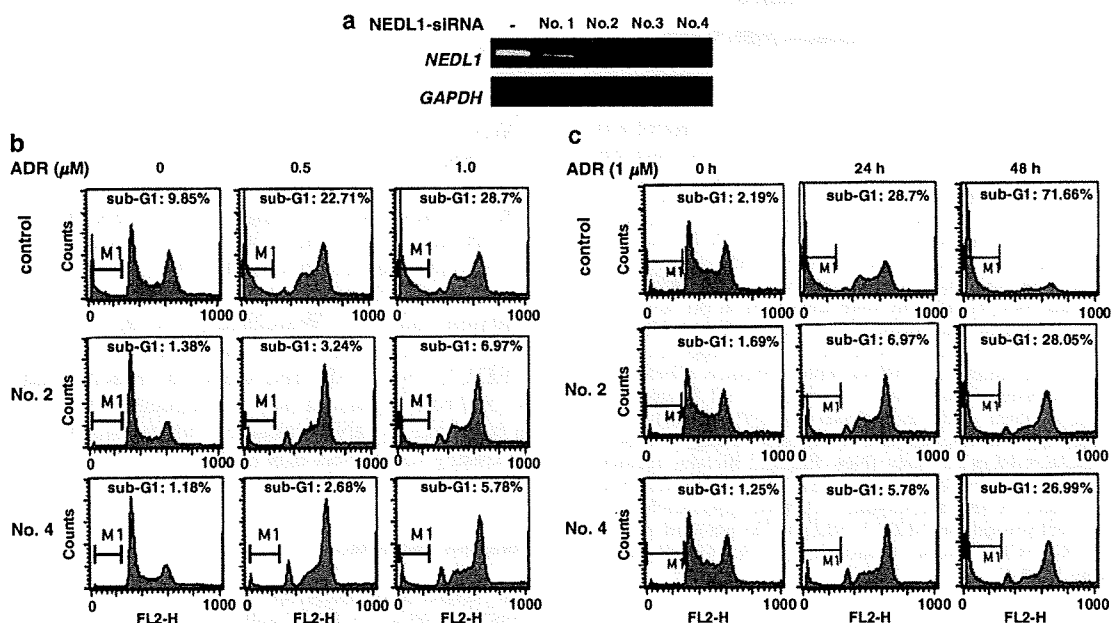 a NEDL1-siRNA - No. 1 No.2 No.3 No.4
NEDL1
GAPDH
b
ADR (µM) 0 0.5 1.0
control
Counts
sub-G1: 9.85%
M1
0 1000
sub-G1: 22.71%
M1
0 1000
sub-G1: 28.7%
M1
0 1000
No. 2
Counts
sub-G1: 1.38%
M1
0 1000
sub-G1: 3.24%
M1
0 1000
sub-G1: 6.97%
M1
0 1000
No. 4
Counts
sub-G1: 1.18%
M1
0 1000
FL2-H
sub-G1: 2.68%
M1
0 1000
FL2-H
sub-G1: 5.78%
M1
0 1000
FL2-H
c
ADR (1 µM) 0 h 24 h 48 h
Counts
sub-G1: 2.19%
M1
0 1000
sub-G1: 28.7%
M1
0 1000
sub-G1: 71.66%
M1
0 1000
Counts
sub-G1: 1.69%
M1
0 1000
sub-G1: 6.97%
M1
0 1000
sub-G1: 28.05%
M1
0 1000
No. 2
No. 4
Counts
sub-G1: 1.25%
M1
0 1000
FL2-H
sub-G1: 5.78%
M1
0 1000
FL2-H
sub-G1: 26.99%
M1
0 1000
FL2-H